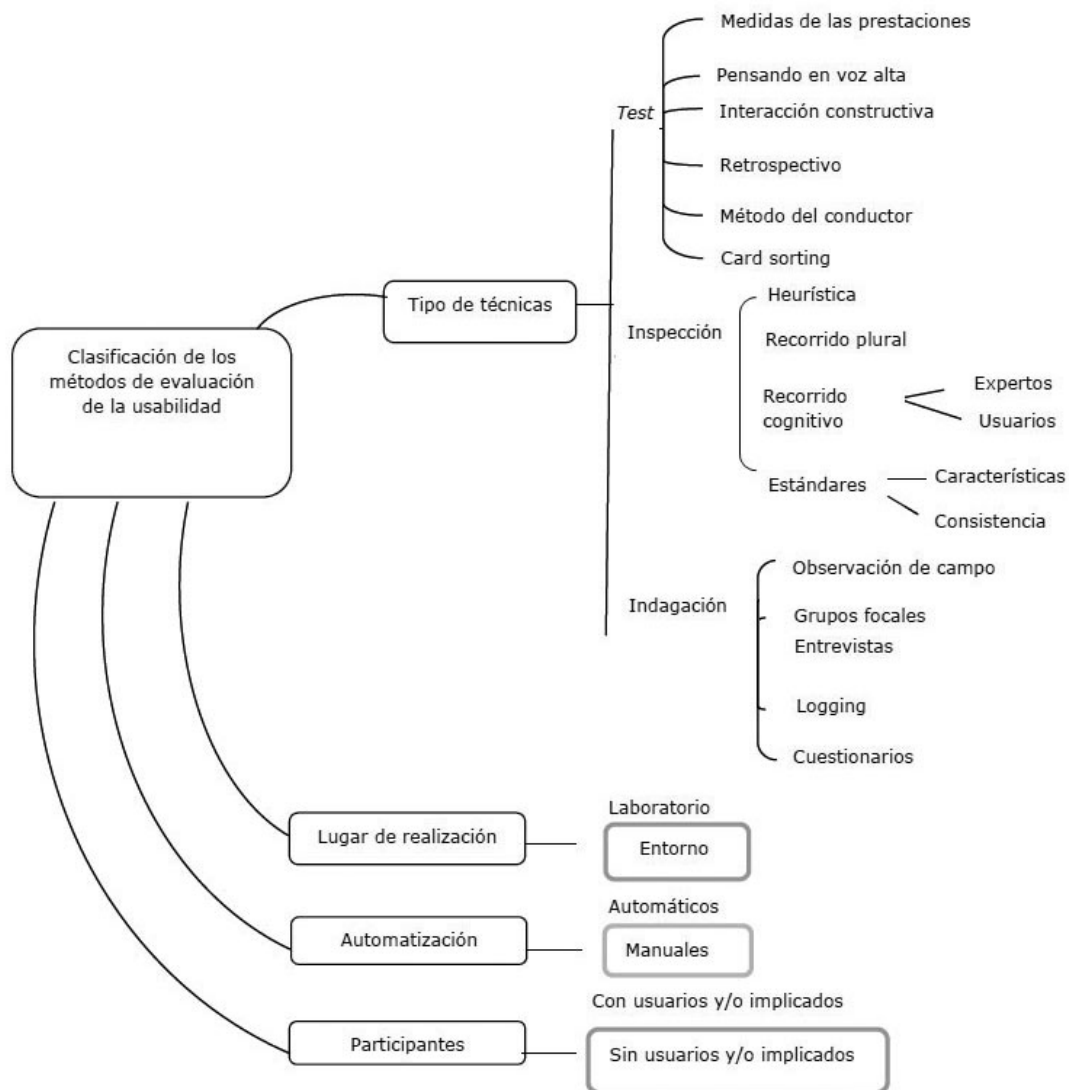 Medidas de las prestaciones
Pensando en voz alta
Test
Interacción constructiva
Retrospectivo
Método del conductor
Card sorting
Tipo de técnicas
Heurística
Inspección
Recorrido plural
Clasificación de los
métodos de evaluación
de la usabilidad
Recorrido
cognitivo
Expertos
Usuarios
Estándares
Características
Consistencia
Observación de campo
Indagación
Grupos focales
Entrevistas
Logging
Cuestionarios
Lugar de realización
Laboratorio
Entorno
Automatización
Automáticos
Manuales
Participantes
Con usuarios y/o implicados
Sin usuarios y/o implicados